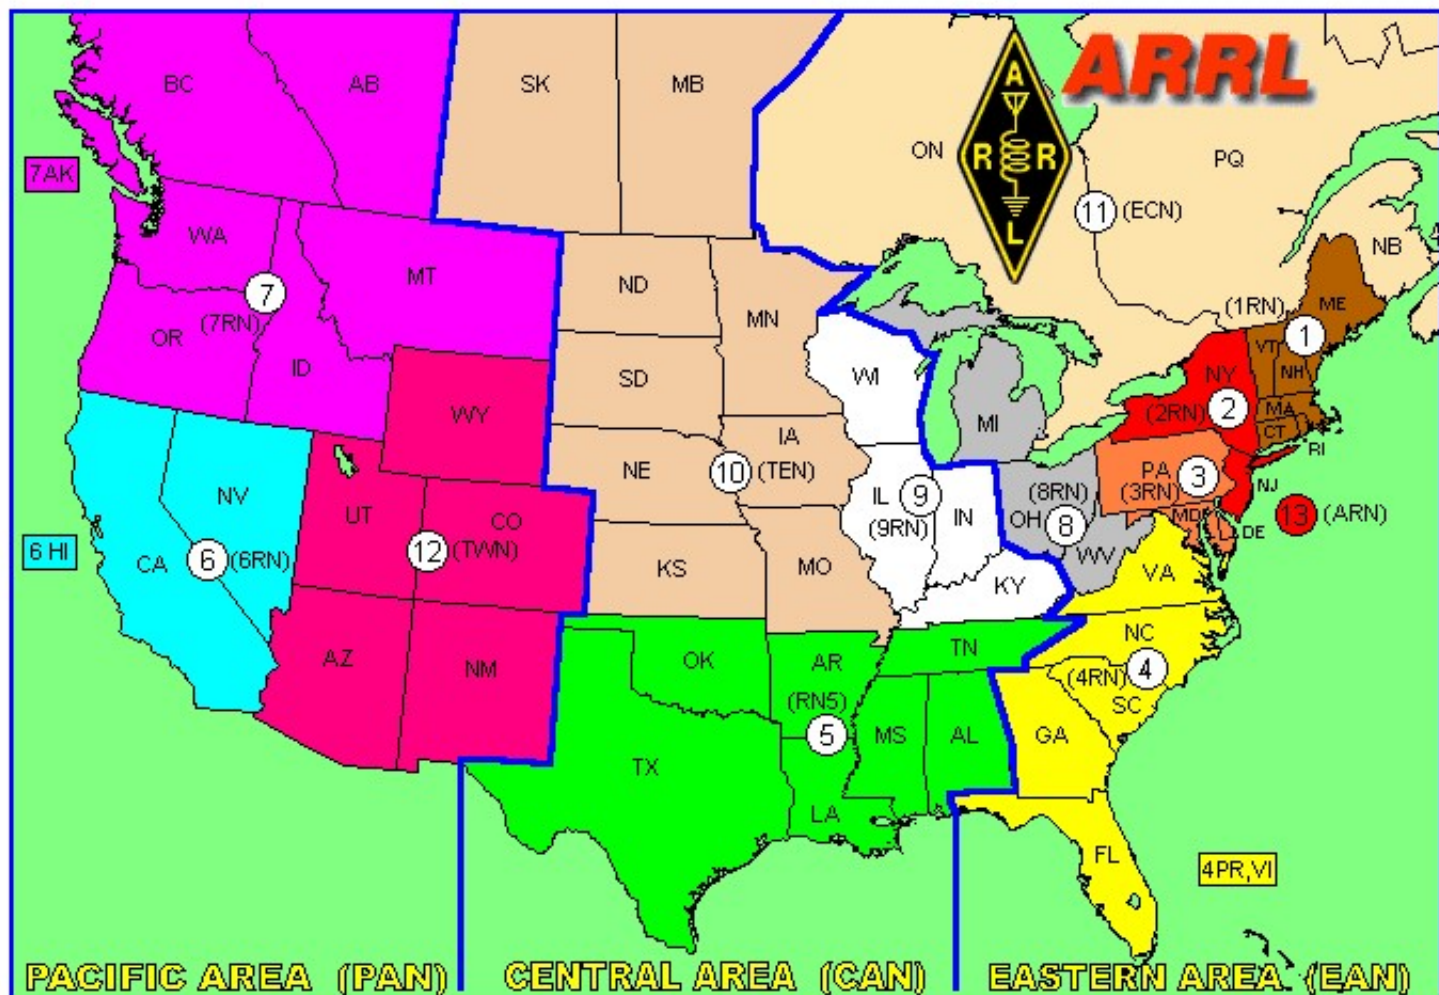 ARRL
A
R R
L
BC
AB
SK
MB
ON
PQ
7AK
11 (ECN)
NB
WA
MT
ND
MN
7
(7RN)
OR
ID
(1RN)
ME
1
VT
NH
WI
SD
NY
WY
MI
(2RN) 2
MA
CT
RI
IA
NE
10 (TEN)
PA
(3RN) 3
NV
UT
CO
IL 9
(9RN)
IN
(8RN)
OH 8
NJ
13 (ARN)
MD
DE
6 HI
CA
6 (6RN)
12 (TWN)
KS
MO
KY
WV
VA
AZ
NM
OK
AR
TN
NC
(RN5)
5
(4RN) 4
SC
TX
MS
AL
GA
LA
FL
4PR,VI
PACIFIC AREA (PAN)
CENTRAL AREA (CAN)
EASTERN AREA (EAN)